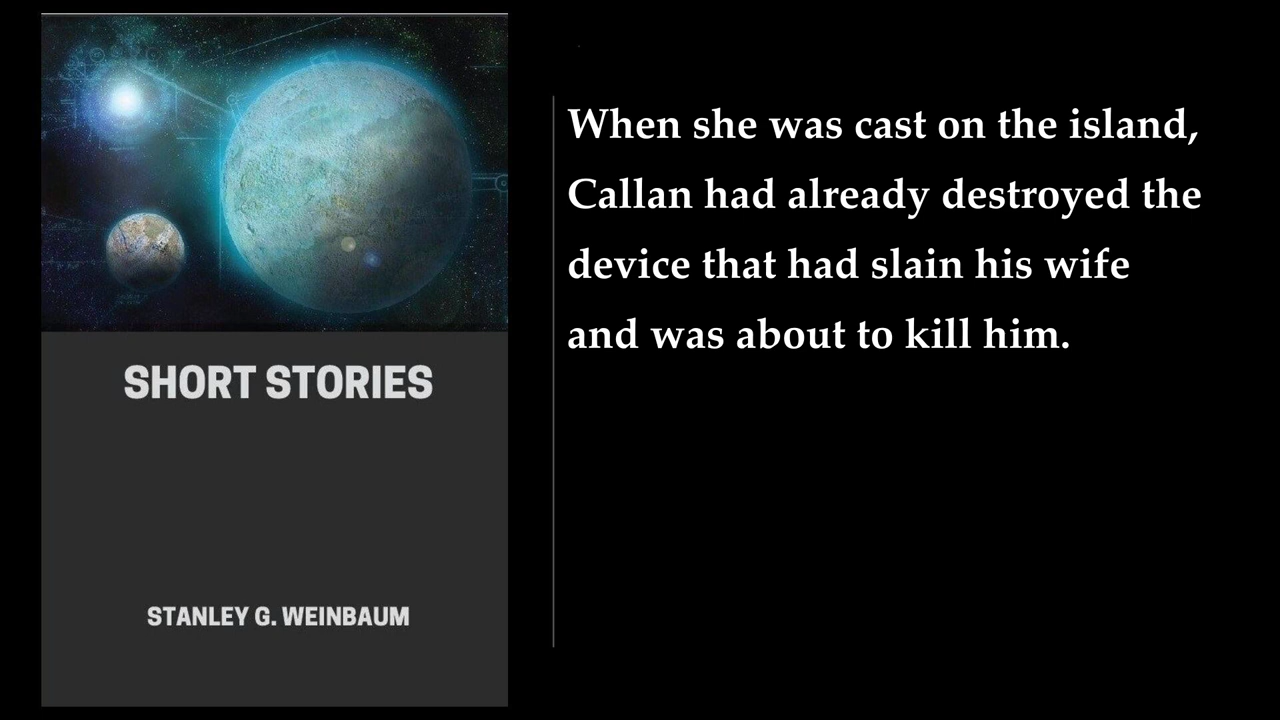 SHORT STORIES
STANLEY G. WEINBAUM
When she was cast on the island,
Callan had already destroyed the
device that had slain his wife
and was about to kill him.